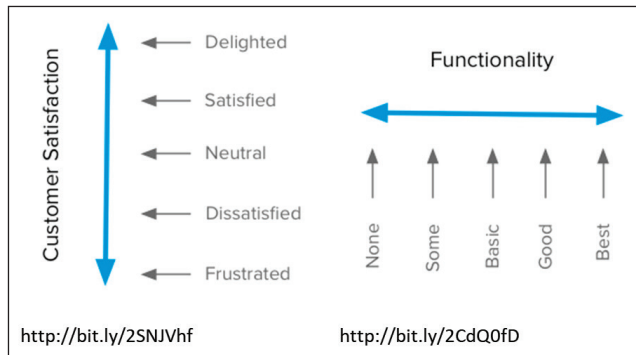 Customer Satisfaction
Delighted
Satisfied
Neutral
Dissatisfied
Frustrated
http://bit.ly/2SNJVhf
Functionality
None
Some
Basic
Good
Best
http://bit.ly/2CdQ0fD